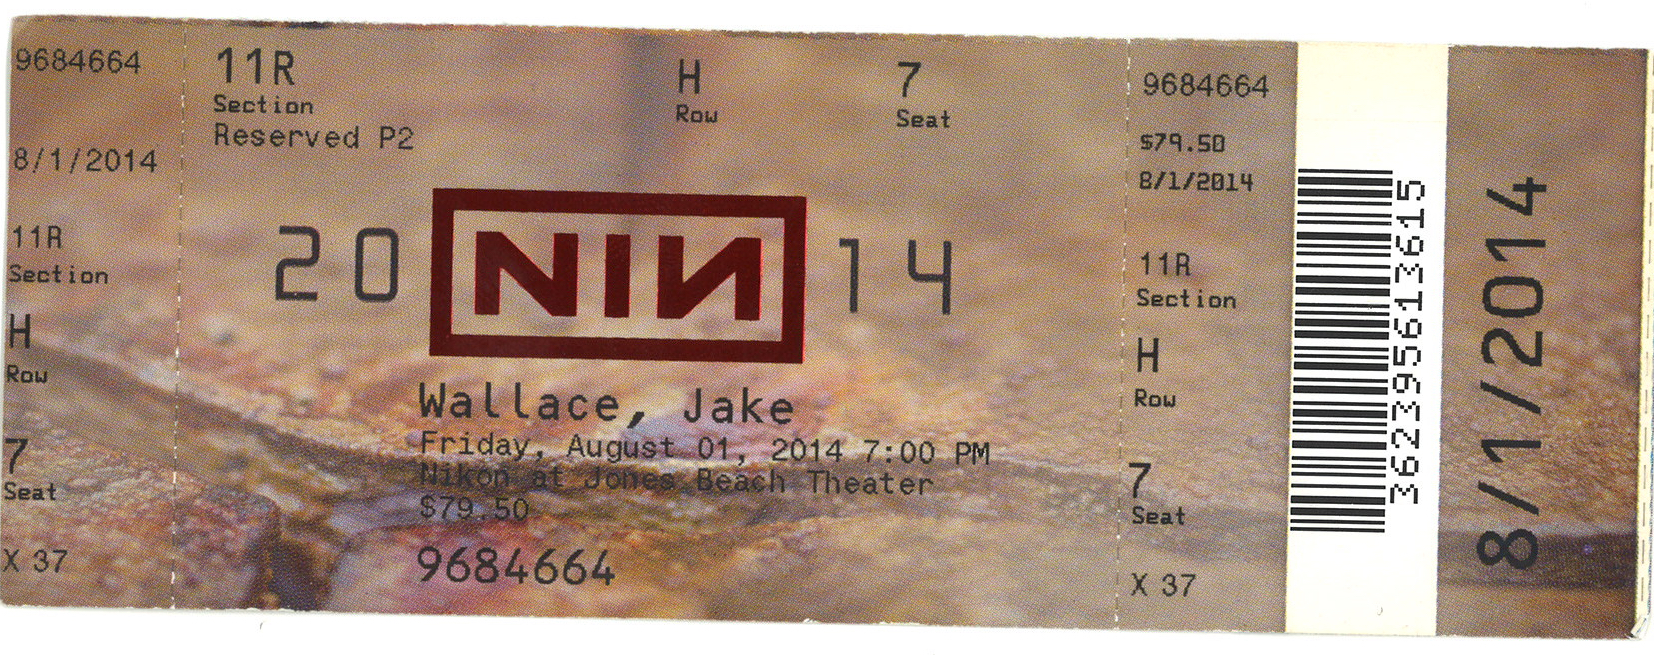 9684664
8/1/2014
11R
Section
H
Row
7
Seat
X 37
11R
Section
Reserved P2
H
Row
7
Seat
20 NIN 14
Wallace, Jake
Friday, August 01, 2014 7:00 PM
Nikon at Jones Beach Theater
$79.50
9684664
9684664
$79.50
8/1/2014
11R
Section
H
Row
7
Seat
X 37
362395613615
8/1/2014